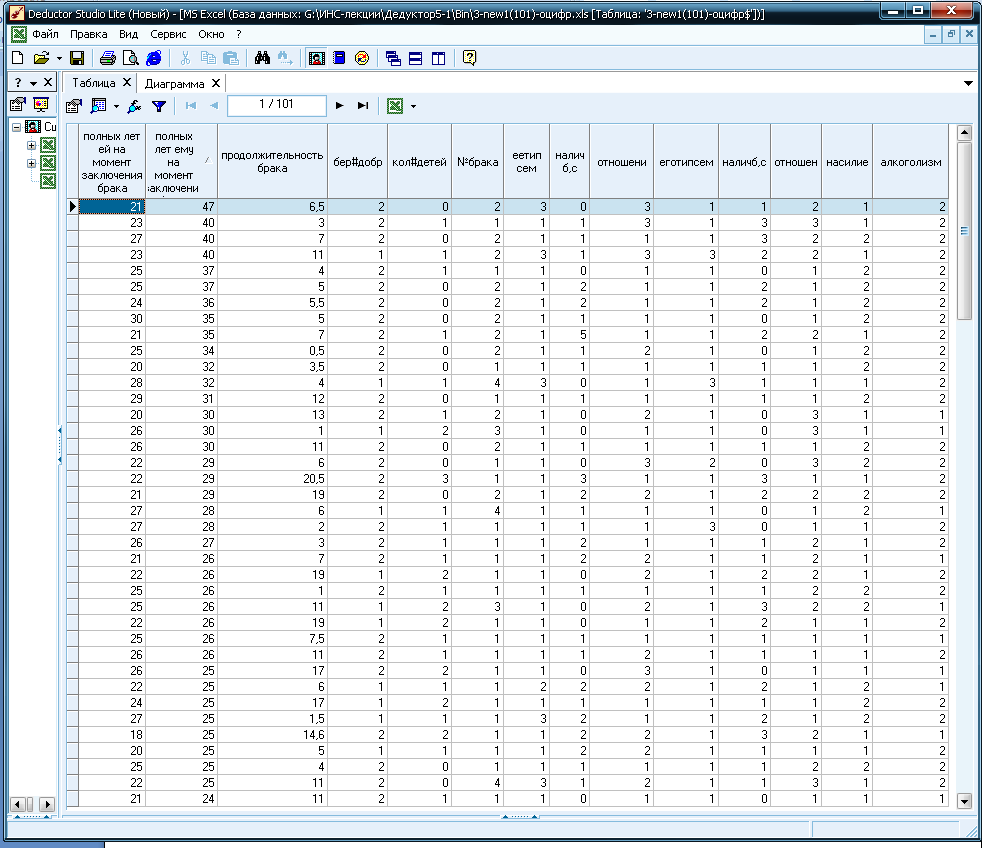 Deductor Studio Lite (Новый) - [MS Excel (База данных: G:\ИНС-лекции\Дедуктор5-1\Bin\3-new1(101)-оцифр.xls [Таблица: '3-new1(101)-оцифр$'])]
Файл Правка Вид Сервис Окно ?
? Таблица Диаграмма
1 / 101
Сц
полных лет ей на момент заключения брака полных лет ему на момент заключени продолжительность брака бер#добр кол#детей №брака еетип сем налич б,с отношени еготипсем наличб,с отношен насилие алкоголизм
21 47 6,5 2 0 2 3 0 3 1 1 2 1 2
23 40 3 2 1 1 1 1 3 1 3 3 1 2
27 40 7 2 0 2 1 1 1 1 3 2 2 2
23 40 11 1 1 2 3 1 3 3 2 2 1 2
25 37 4 2 0 1 1 0 1 1 0 1 2 2
25 37 5 2 0 2 1 2 1 1 2 1 2 2
24 36 5,5 2 0 2 1 2 1 1 2 1 2 2
30 35 5 2 0 2 1 1 1 1 0 1 2 2
21 35 7 2 1 2 1 5 1 1 2 2 1 2
25 34 0,5 2 0 2 1 1 2 1 0 1 2 2
20 32 3,5 2 0 1 1 1 1 1 1 1 2 2
28 32 4 1 1 4 3 0 1 3 1 1 1 2
29 31 12 2 0 1 1 1 1 1 1 1 2 2
20 30 13 2 1 2 1 0 2 1 0 3 1 1
26 30 1 1 2 3 1 0 1 1 0 3 1 1
26 30 11 2 0 2 1 1 1 1 1 1 2 2
22 29 6 2 0 1 1 0 3 2 0 3 2 2
22 29 20,5 2 3 1 1 3 1 1 3 1 1 2
21 29 19 2 0 2 1 2 2 1 2 2 2 2
27 28 6 1 1 4 1 1 1 1 0 1 2 1
27 28 2 2 1 1 1 1 1 3 0 1 1 2
26 27 3 2 1 1 1 2 1 1 1 2 1 2
21 26 7 2 1 1 1 2 2 1 1 2 1 1
22 26 19 1 2 1 1 0 2 1 2 2 1 2
25 26 1 2 1 1 1 1 1 1 1 2 2 2
25 26 11 1 2 3 1 0 2 1 3 2 2 1
22 26 19 1 2 1 1 0 1 1 2 1 1 2
25 26 7,5 2 1 1 1 1 1 1 1 1 1 1
26 26 11 2 1 1 1 1 2 1 1 1 1 2
26 25 17 2 2 1 1 0 3 1 0 1 1 1
22 25 6 1 1 1 2 2 2 1 2 1 2 1
24 25 17 1 2 1 1 1 1 1 1 1 2 2
27 25 1,5 1 1 1 3 2 1 1 2 1 2 2
18 25 14,6 2 2 1 1 2 2 1 3 2 1 1
20 25 5 1 1 1 1 2 2 1 1 1 1 2
25 25 4 2 0 1 1 1 1 1 1 2 2 2
22 25 11 2 0 4 3 1 2 1 1 3 1 2
21 24 11 2 1 1 1 0 1 1 0 1 1 1